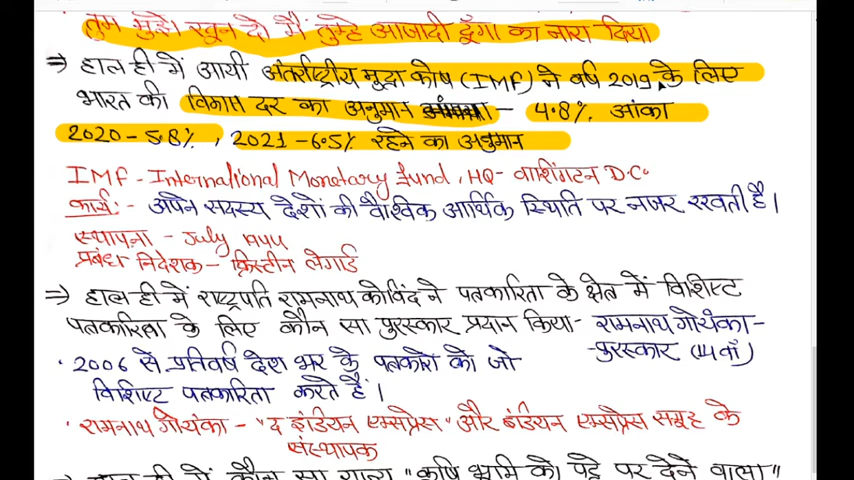 तुम मुझे खून दो मैं तुम्हे आजादी दूँगा का नारा दिया
⇒ हाल ही में आयी अंतर्राष्ट्रीय मुद्रा कोष (IMF) ने वर्ष 2019 के लिए
भारत की विकास दर का अनुमान - 4.8% आंका
2020 - 5.8%, 2021 - 6.5% रहने का अनुमान
IMF - International Monetary fund, HQ - वाशिंगटन D.C.
कार्य :- अपने सदस्य देशों की वैश्विक आर्थिक स्थिति पर नजर रखती है।
स्थापना - July 1944
प्रबंध निदेशक - क्रिस्टीन लेगार्ड
⇒ हाल ही में राष्ट्रपति रामनाथ कोविंद ने पत्रकारिता के क्षेत्र में विशिष्ट
पत्रकारिता के लिए कौन सा पुरस्कार प्रदान किया - रामनाथ गोयंका -
पुरस्कार (14 वाँ)
· 2006 से प्रतिवर्ष देश भर के पत्रकारो को जो
विशिष्ट पत्रकारिता करते हैं।
· रामनाथ गोयंका - "द इंडियन एक्सप्रेस" और इंडियन एक्सप्रेस समूह के
संस्थापक
⇒ हाल ही में कौन सा राज्य "कृषि भूमि को पट्टे पर देने वाला"